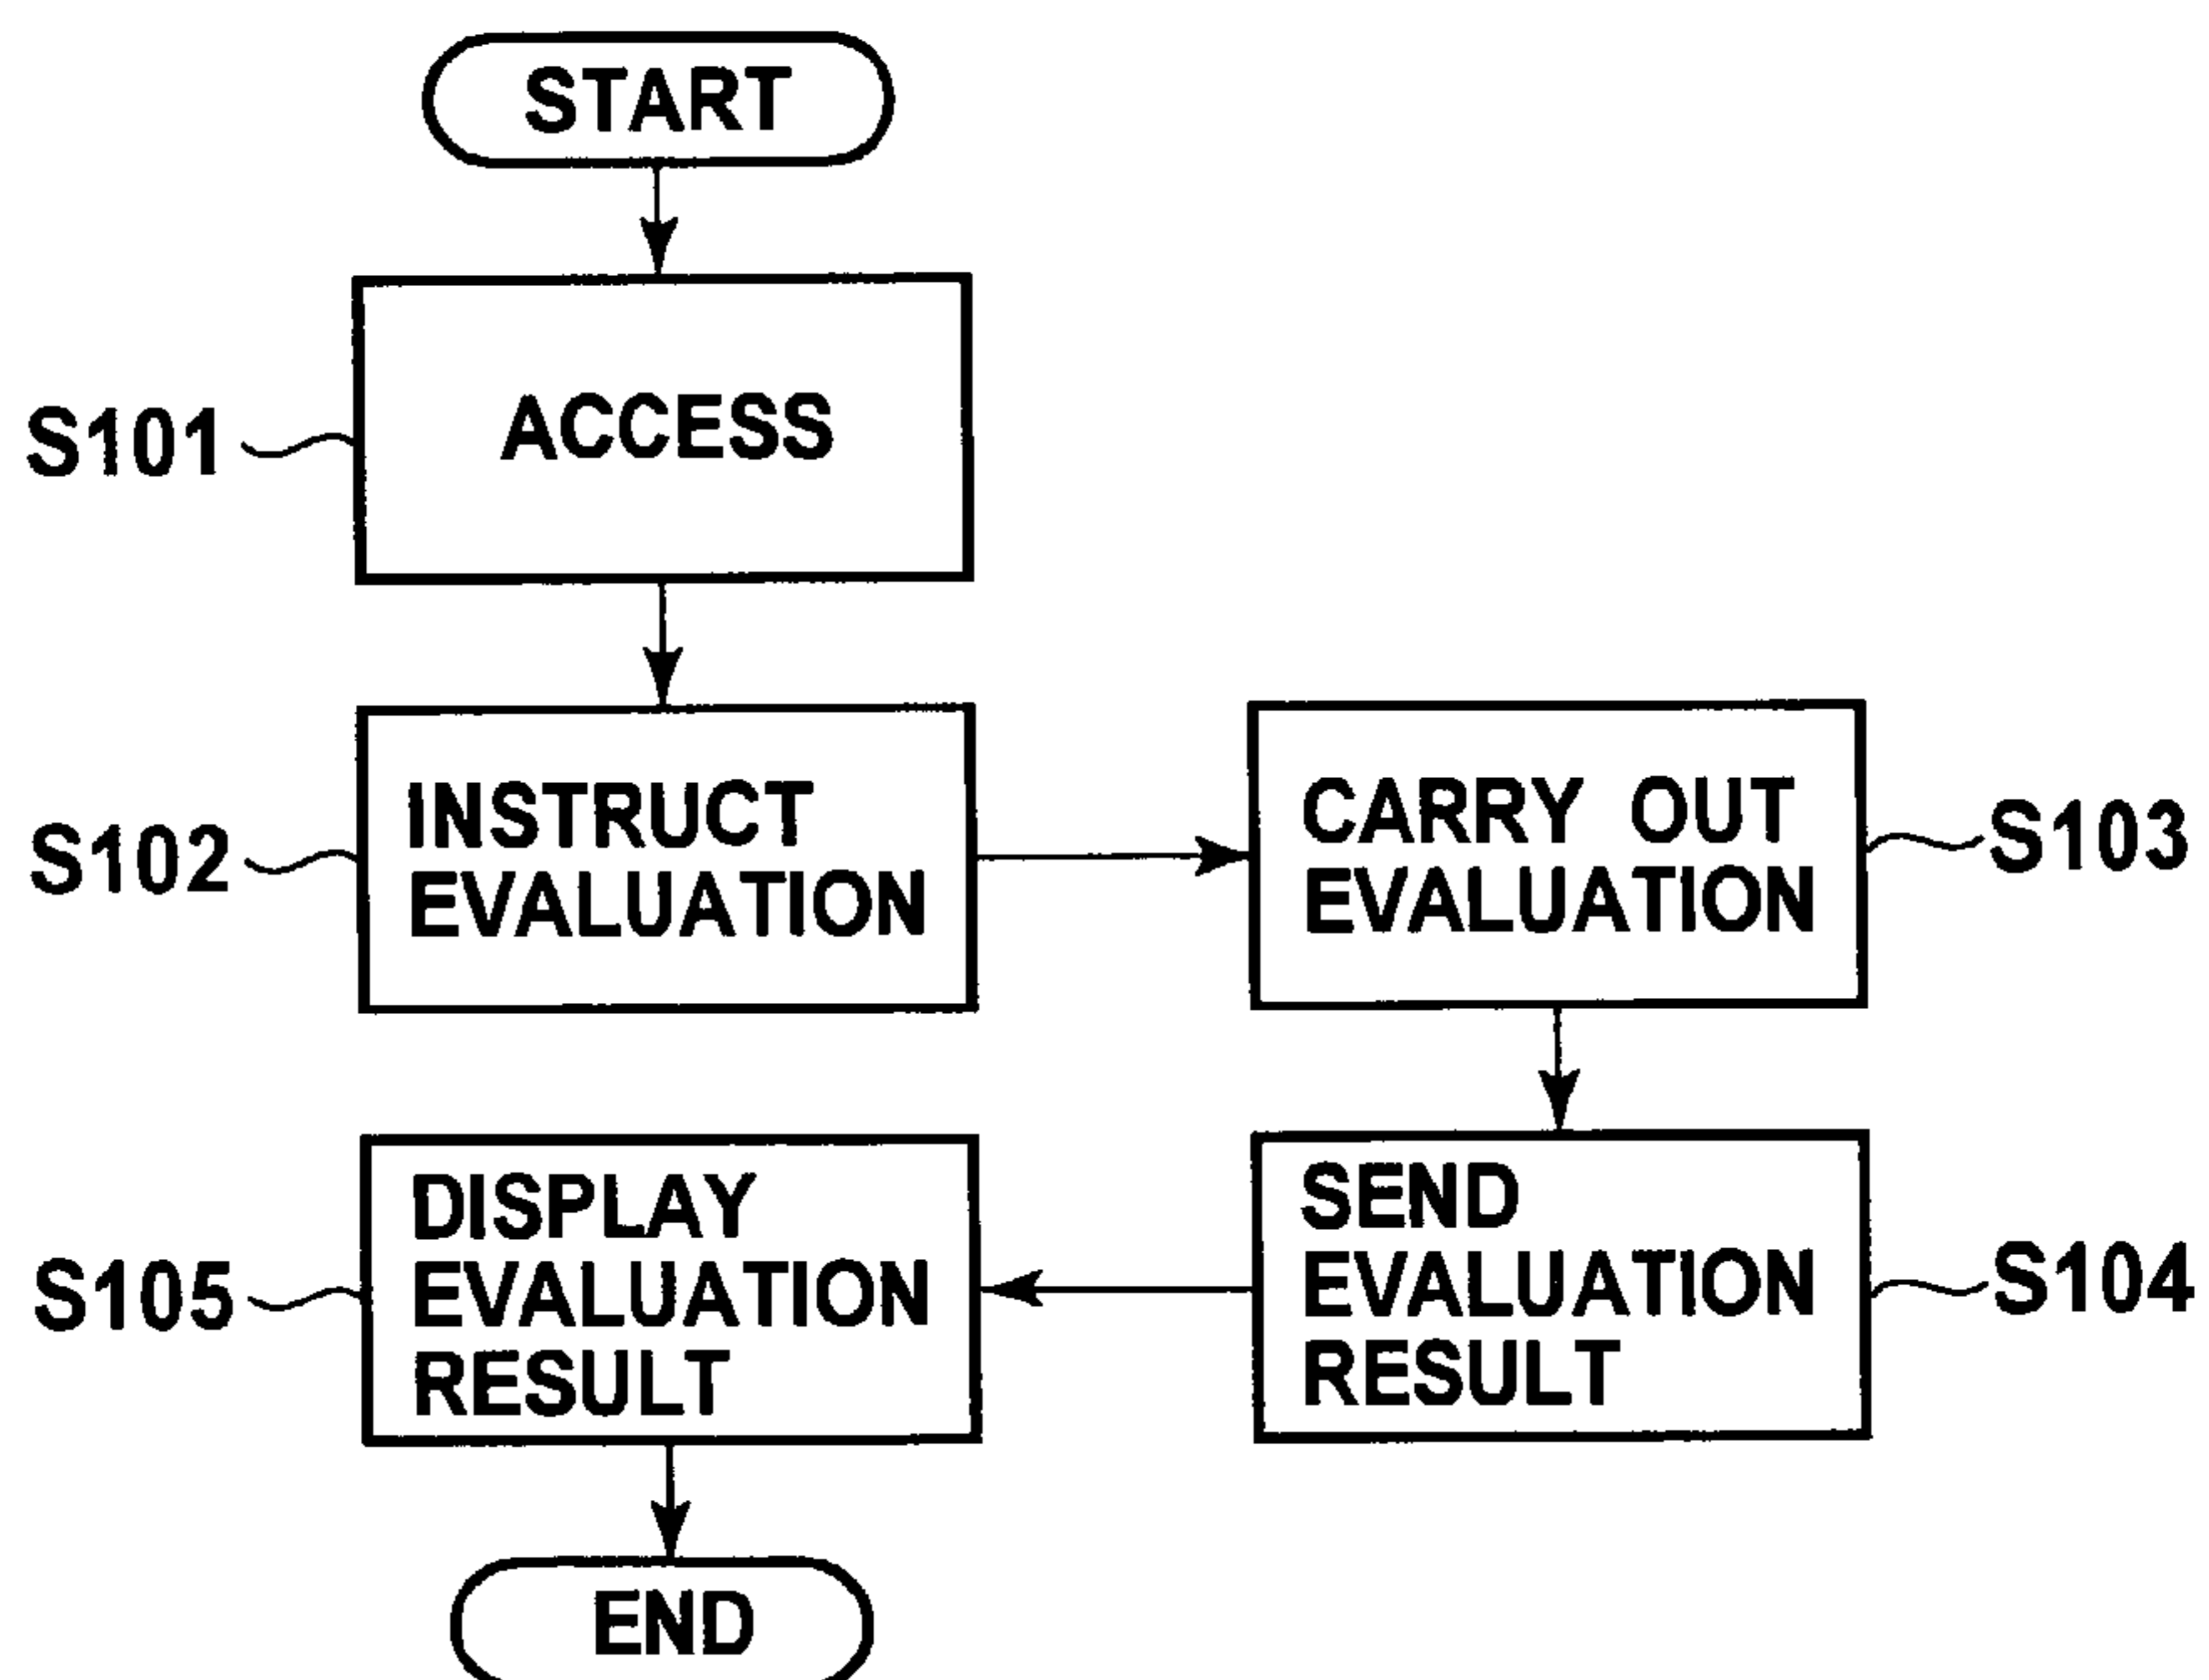 START
S101
ACCESS
S102
INSTRUCT
EVALUATION
CARRY OUT
EVALUATION
S103
S105
DISPLAY
EVALUATION
RESULT
SEND
EVALUATION
RESULT
S104
END